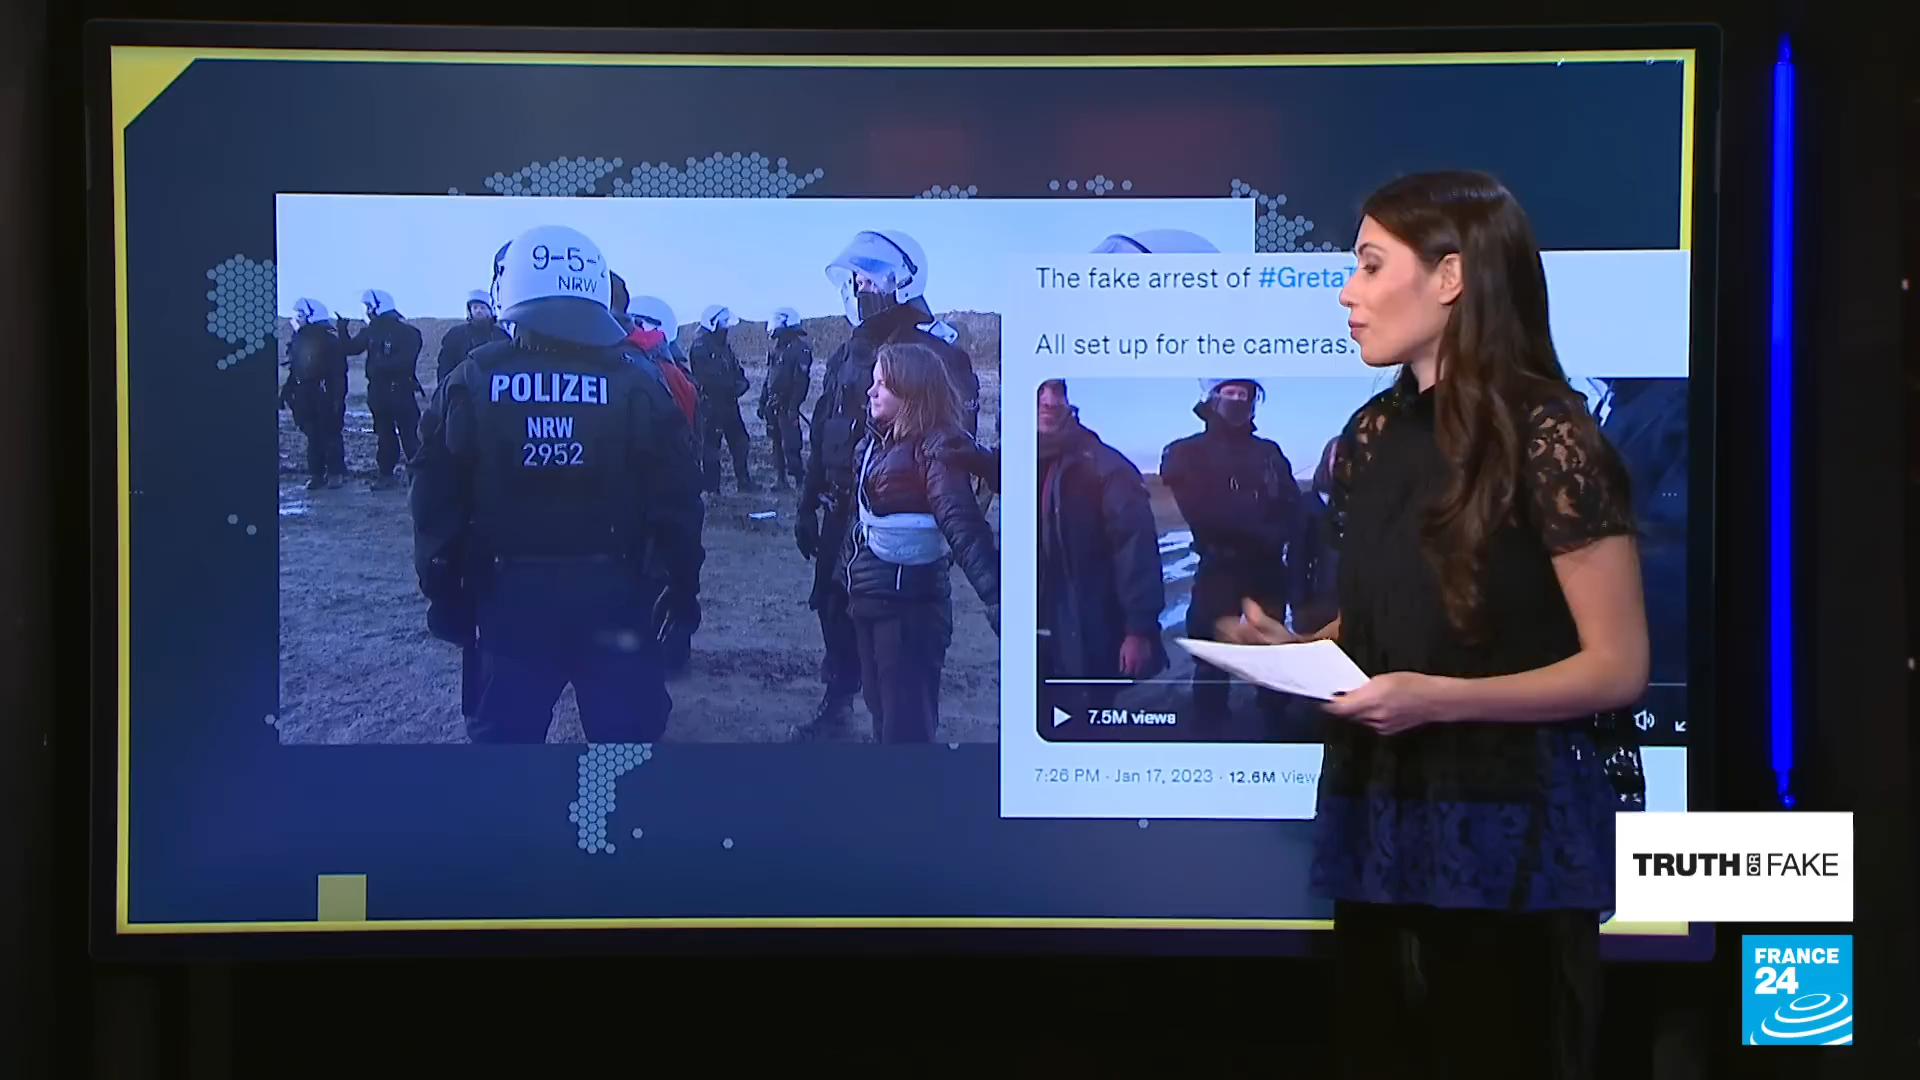 9-5-
NRW
POLIZEI
NRW
2952
The fake arrest of #Greta
All set up for the cameras.
7.5M views
7:26 PM · Jan 17, 2023 · 12.6M View
TRUTH OR FAKE
FRANCE
24